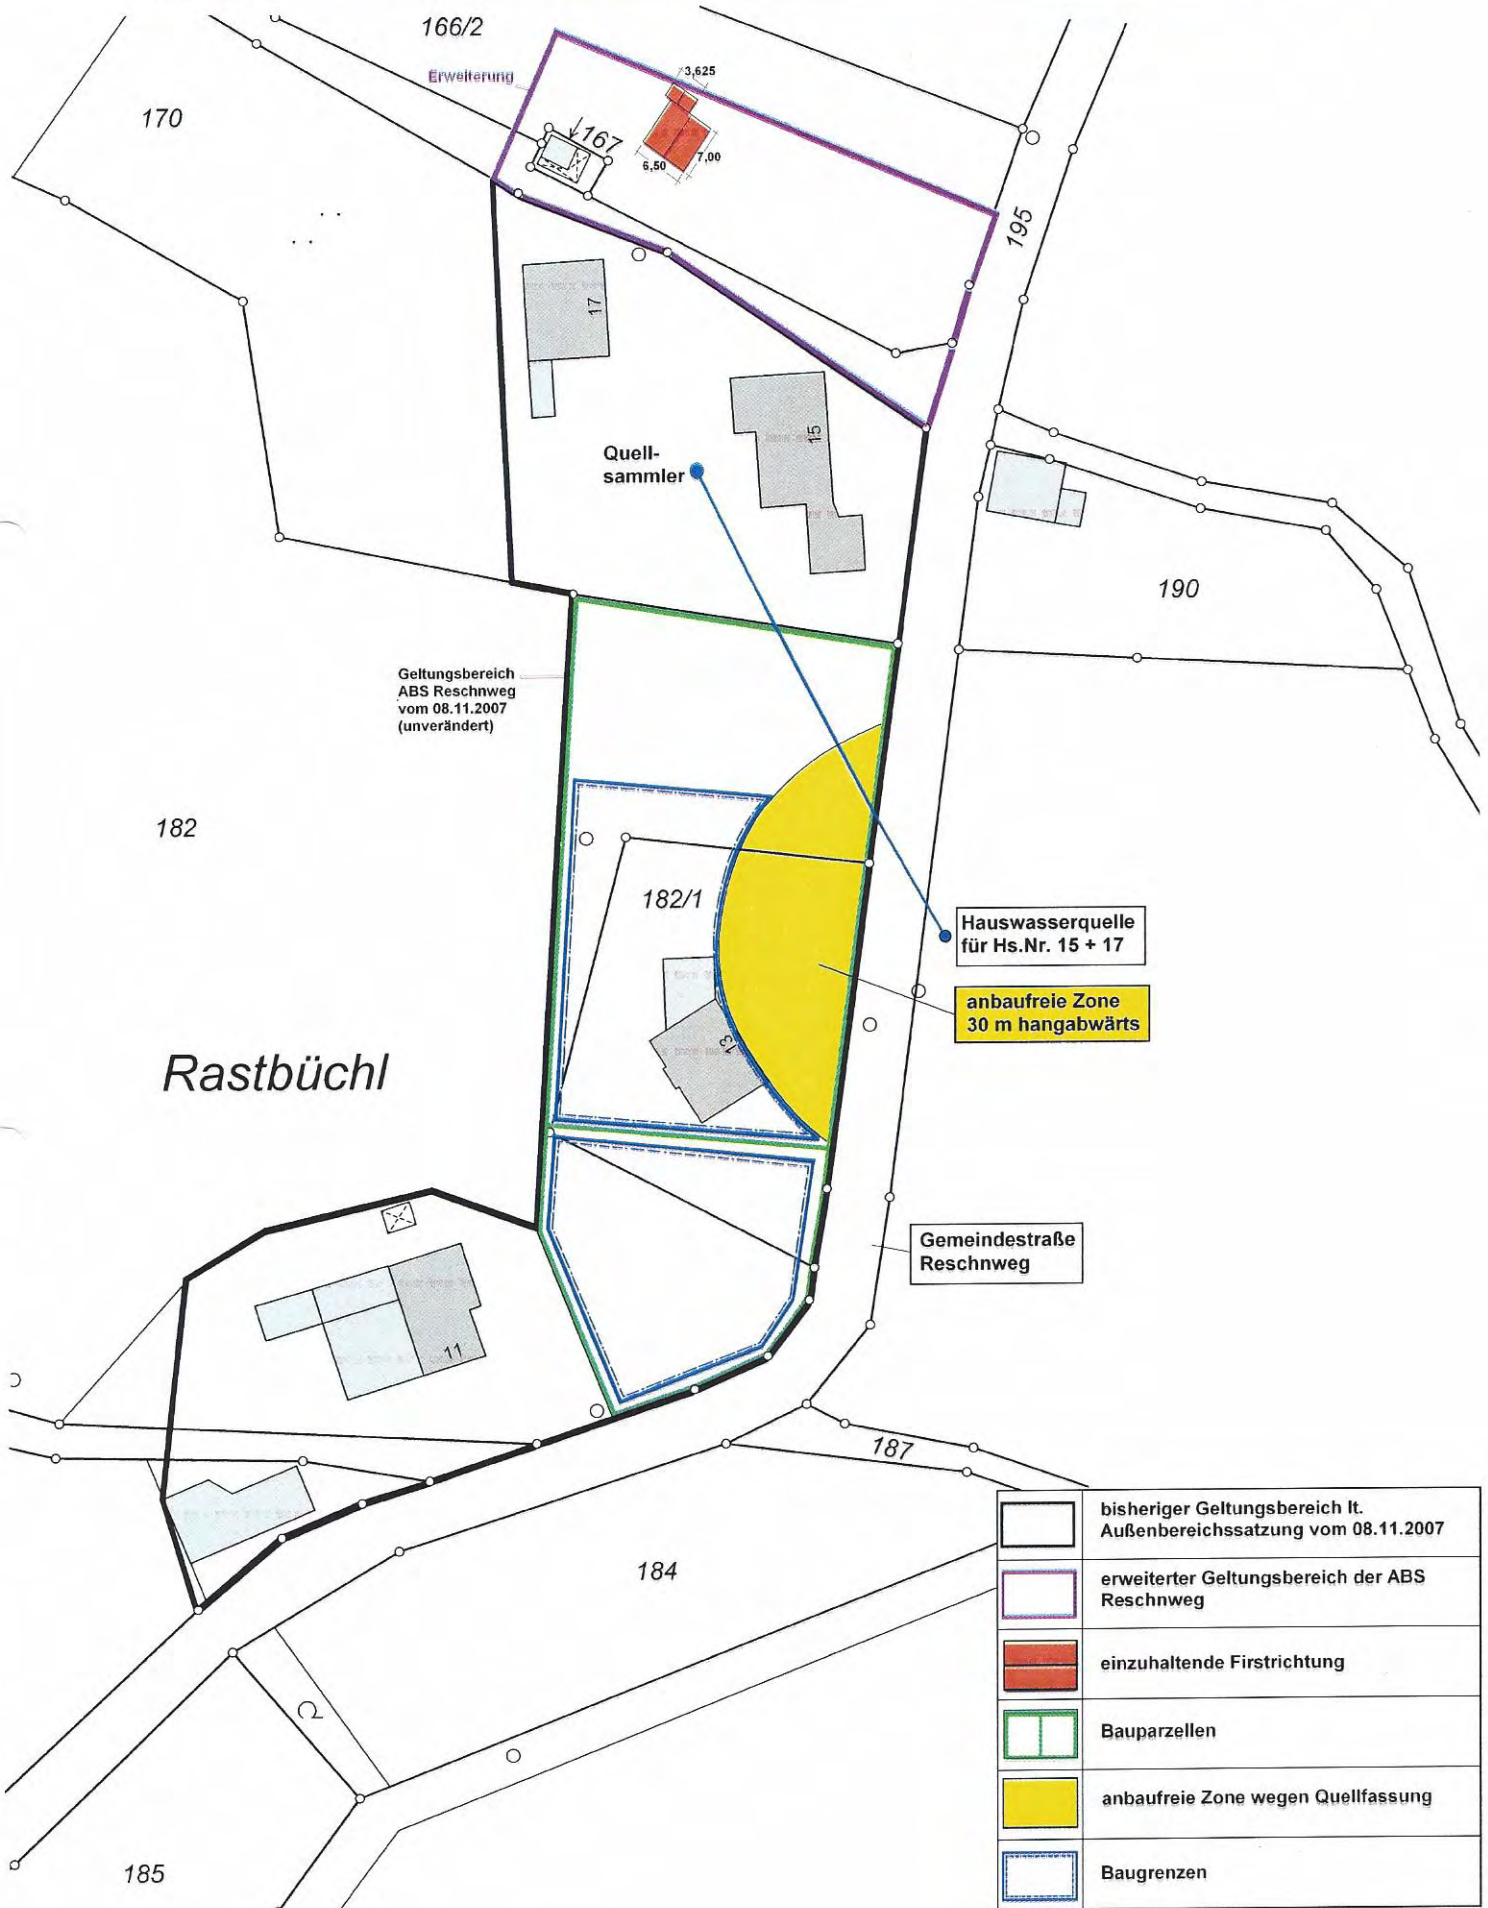 166/2
Erweiterung
3,625
170
167
7,00
6,50
195
17
15
Quell-
sammler
190
Geltungsbereich
ABS Reschnweg
vom 08.11.2007
(unverändert)
182
182/1
Hauswasserquelle
für Hs.Nr. 15 + 17
anbaufreie Zone
30 m hangabwärts
13
Rastbüchl
Gemeindestraße
Reschnweg
11
187
184
185
bisheriger Geltungsbereich lt.
Außenbereichssatzung vom 08.11.2007
erweiterter Geltungsbereich der ABS
Reschnweg
einzuhaltende Firstrichtung
Bauparzellen
anbaufreie Zone wegen Quellfassung
Baugrenzen